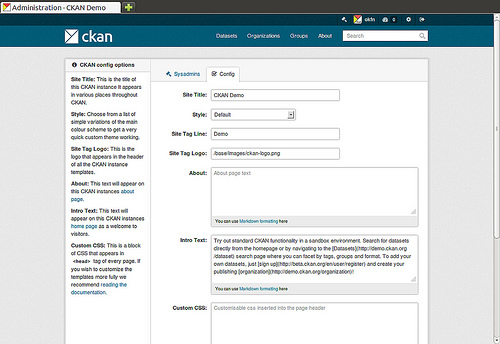 Administration - CKAN Demo
okfn
0
ckan
Datasets Organizations Groups About
Search
CKAN config options
Site Title: This is the title of
this CKAN instance It appears
in various places throughout
CKAN.
Style: Choose from a list of
simple variations of the main
colour scheme to get a very
quick custom theme working.
Site Tag Logo: This is the
logo that appears in the header
of all the CKAN instance
templates.
About: This text will appear
on this CKAN instances about
page.
Intro Text: This text will
appear on this CKAN instances
home page as a welcome to
visitors.
Custom CSS: This is a block
of CSS that appears in
<head> tag of every page. If
you wish to customize the
templates more fully we
recommend reading the
documentation.
Sysadmins
Config
Site Title: CKAN Demo
Style: Default
Site Tag Line: Demo
Site Tag Logo: /base/images/ckan-logo.png
About: About page text
You can use Markdown formatting here
Intro Text: Try out standard CKAN functionality in a sandbox environment. Search for datasets
directly from the homepage or by navigating to the [Datasets](http://demo.ckan.org
/dataset) search page where you can facet by tags, groups and format. To add your
own datasets, just [sign up](http://beta.ckan.org/en/user/register) and create your
publishing [organization](http://demo.ckan.org/organization)!
You can use Markdown formatting here
Custom CSS: Customisable css inserted into the page header